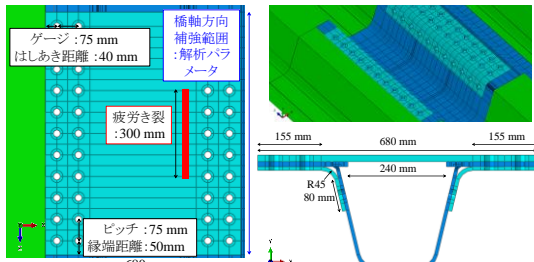 ゲージ:75 mm
はしあき距離:40 mm
橋軸方向
補強範囲
:解析パラ
メータ
疲労き裂
:300 mm
ピッチ:75 mm
縁端距離:50mm
155 mm
155 mm
680 mm
240 mm
R45
80 mm